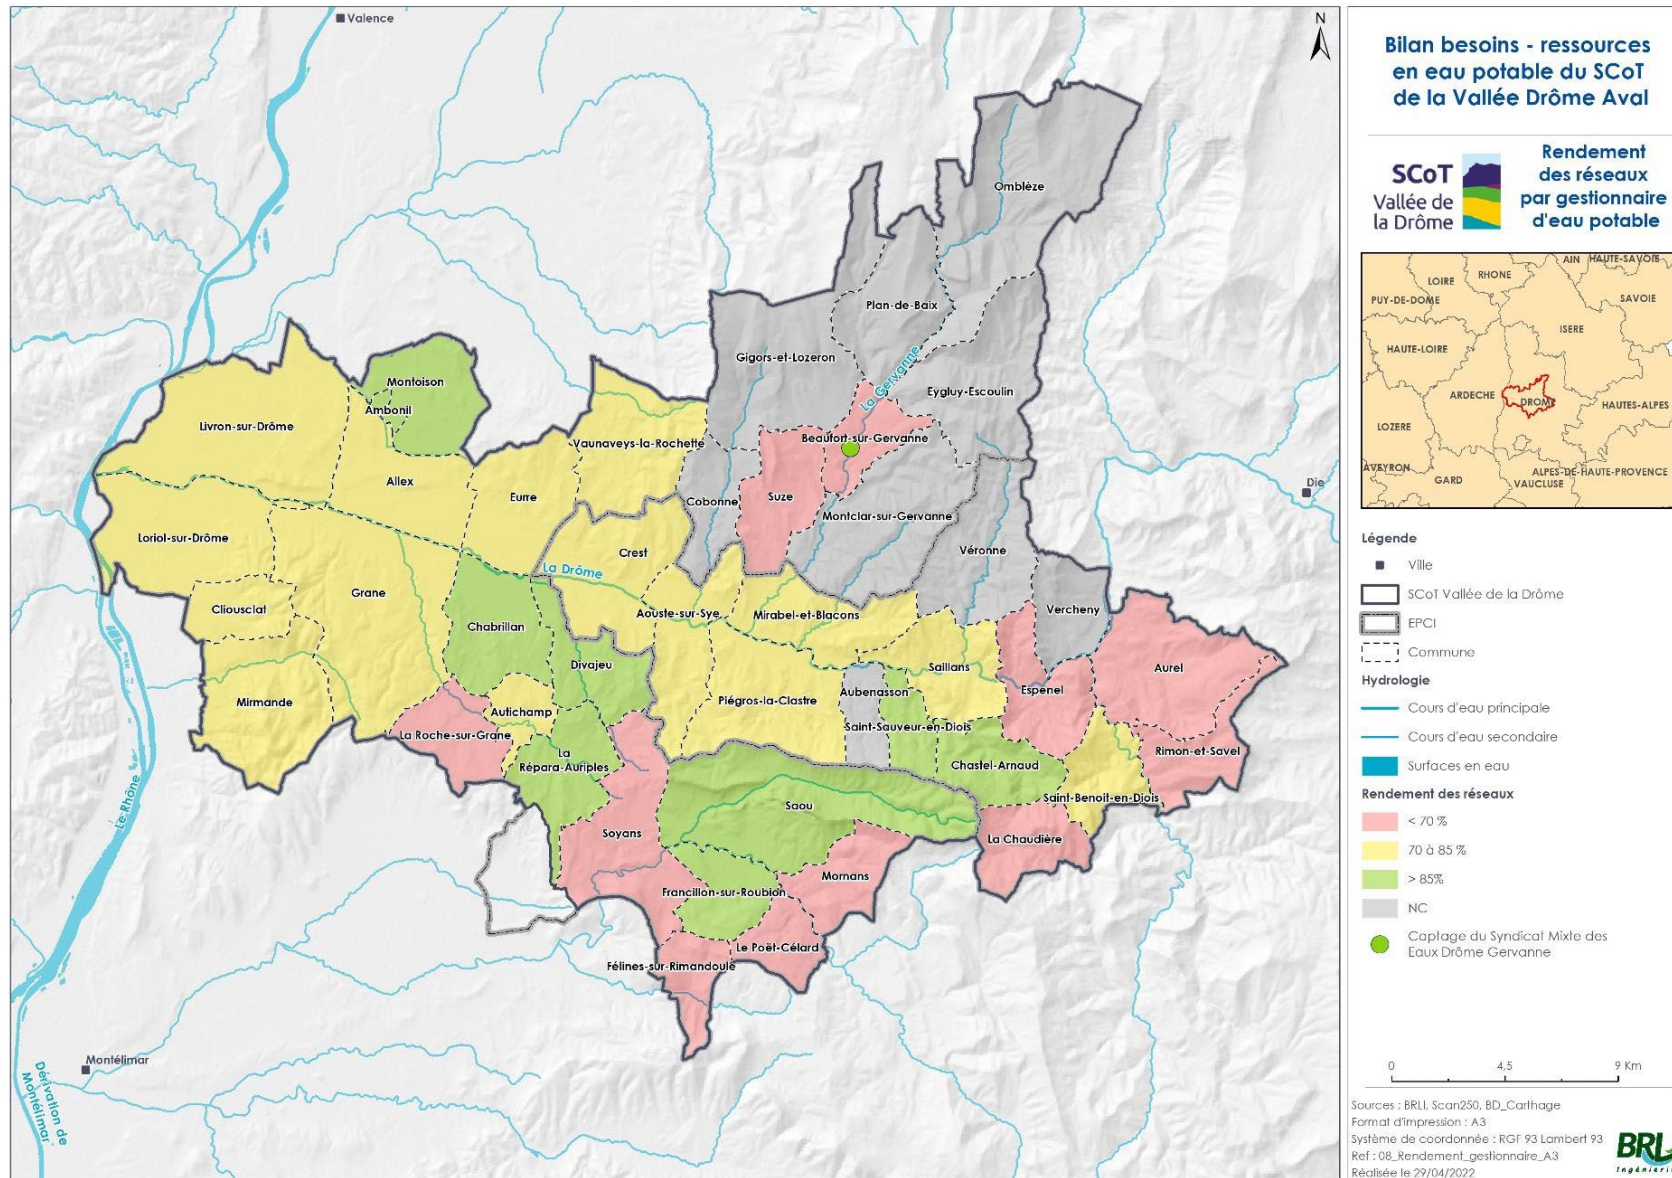 Valence
N
Omblèze
Plan-de-Baix
Gigors-et-Lozeron
La Gervanne
Eygluy-Escoulin
Montoison
Ambonil
Livron-sur-Drôme
Vaunaveys-la-Rochette
Beaufort-sur-Gervanne
Allex
Eurre
Cobonne
Suze
Die
Montclar-sur-Gervanne
Loriol-sur-Drôme
Crest
Véronne
La Drôme
Grane
Cliousclat
Aouste-sur-Sye
Mirabel-et-Blacons
Vercheny
Chabrillan
Divajeu
Saillans
Aurel
Mirmande
Piégros-la-Clastre
Aubenasson
Espenel
Autichamp
Saint-Sauveur-en-Diois
La Roche-sur-Grane
La
Répara-Auriples
Chastel-Arnaud
Rimon-et-Savel
Saou
Saint-Benoit-en-Diois
Le Rhône
Soyans
La Chaudière
Mornans
Francillon-sur-Roubion
Le Poët-Célard
Félines-sur-Rimandoule
Montélimar
Dérivation de
Montélimar
Bilan besoins - ressources
en eau potable du SCoT
de la Vallée Drôme Aval
SCoT
Vallée de
la Drôme
Rendement
des réseaux
par gestionnaire
d'eau potable
AIN
HAUTE-SAVOIE
LOIRE
RHONE
PUY-DE-DOME
SAVOIE
ISERE
HAUTE-LOIRE
ARDECHE
DROME
HAUTES-ALPES
LOZERE
AVEYRON
ALPES-DE-HAUTE-PROVENCE
GARD
VAUCLUSE
Légende
Ville
SCoT Vallée de la Drôme
EPCI
Commune
Hydrologie
Cours d'eau principale
Cours d'eau secondaire
Surfaces en eau
Rendement des réseaux
< 70 %
70 à 85 %
> 85%
NC
Captage du Syndicat Mixte des
Eaux Drôme Gervanne
0 4,5 9 Km
Sources : BRLI, Scan250, BD_Carthage
Format d'impression : A3
Système de coordonnée : RGF 93 Lambert 93
Ref : 08_Rendement_gestionnaire_A3
Réalisée le 29/04/2022
BRL
Ingénierie